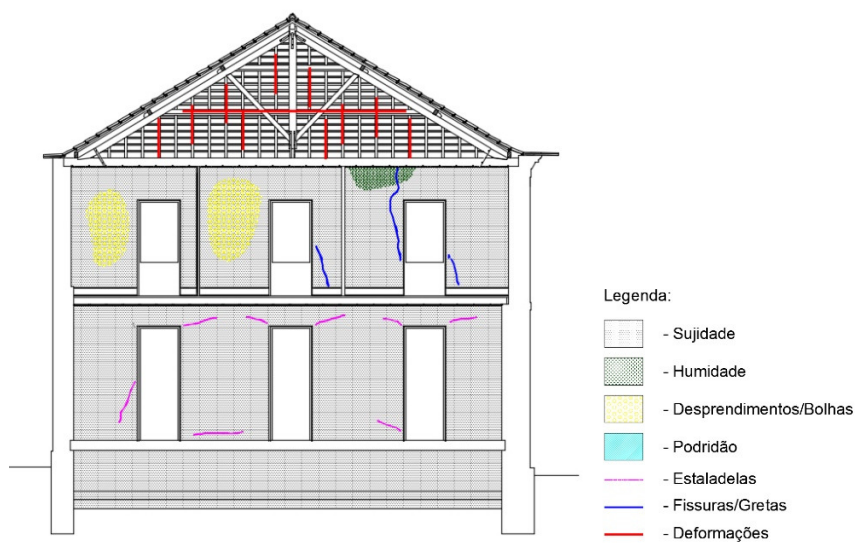 Legenda:
- Sujidade
- Humidade
- Desprendimentos/Bolhas
- Podridão
- Estaladelas
- Fissuras/Gretas
- Deformações